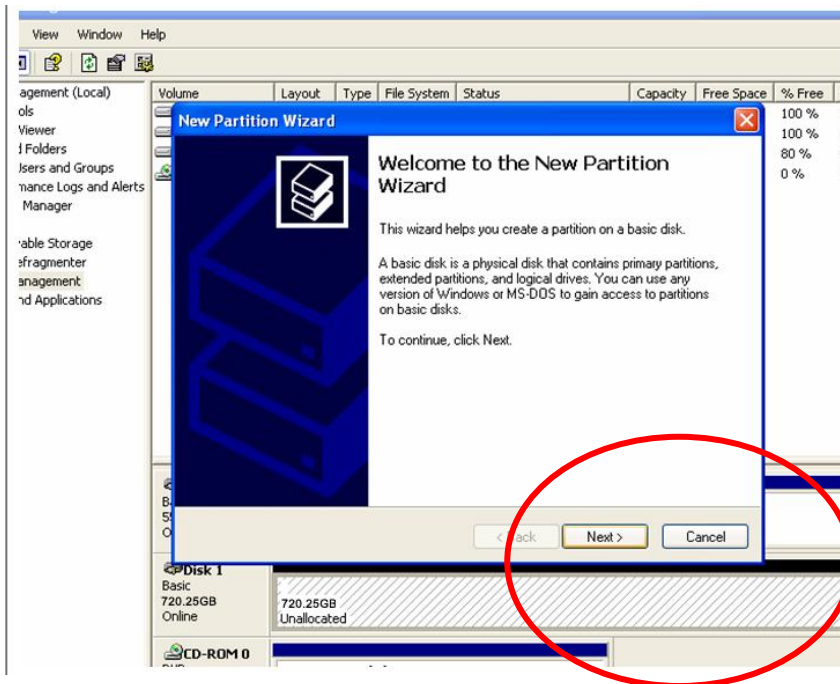 View Window Help
agement (Local)
ols
Viewer
Folders
Users and Groups
mance Logs and Alerts
Manager
able Storage
efragmenter
anagement
nd Applications
Volume Layout Type File System Status Capacity Free Space % Free
100 %
100 %
80 %
0 %
New Partition Wizard
Welcome to the New Partition
Wizard
This wizard helps you create a partition on a basic disk.
A basic disk is a physical disk that contains primary partitions,
extended partitions, and logical drives. You can use any
version of Windows or MS-DOS to gain access to partitions
on basic disks.
To continue, click Next.
< Back Next > Cancel
Disk 1
Basic
720.25GB
Online
720.25GB
Unallocated
CD-ROM 0